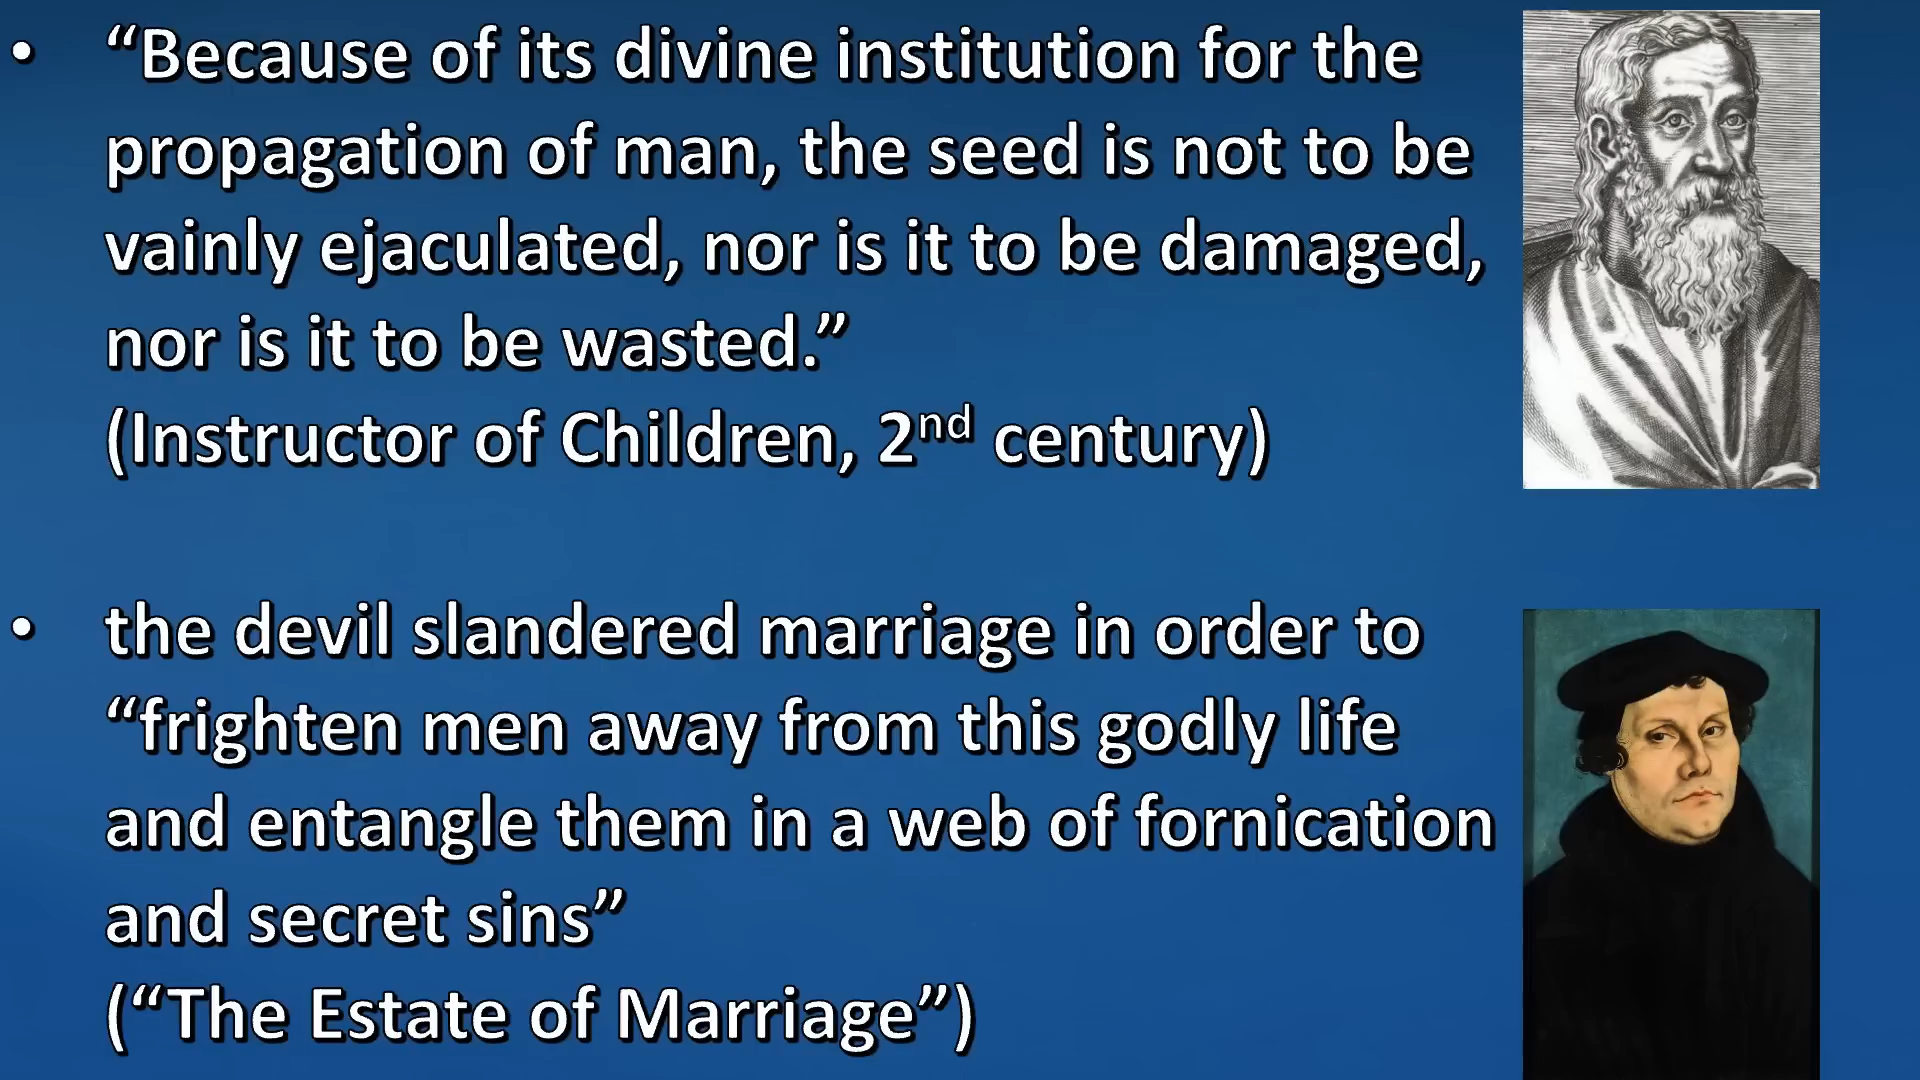 • “Because of its divine institution for the
propagation of man, the seed is not to be
vainly ejaculated, nor is it to be damaged,
nor is it to be wasted.”
(Instructor of Children, 2nd century)
• the devil slandered marriage in order to
“frighten men away from this godly life
and entangle them in a web of fornication
and secret sins”
(“The Estate of Marriage”)